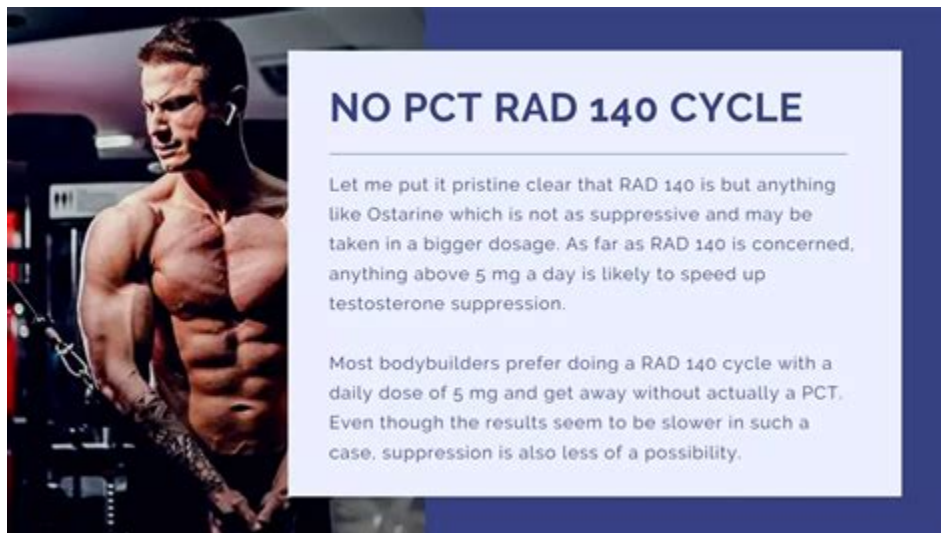 NO PCT RAD 140 CYCLE
Let me put it pristine clear that RAD 140 is but anything
like Ostarine which is not as suppressive and may be
taken in a bigger dosage. As far as RAD 140 is concerned,
anything above 5 mg a day is likely to speed up
testosterone suppression.
Most bodybuilders prefer doing a RAD 140 cycle with a
daily dose of 5 mg and get away without actually a PCT.
Even though the results seem to be slower in such a
case, suppression is also less of a possibility.